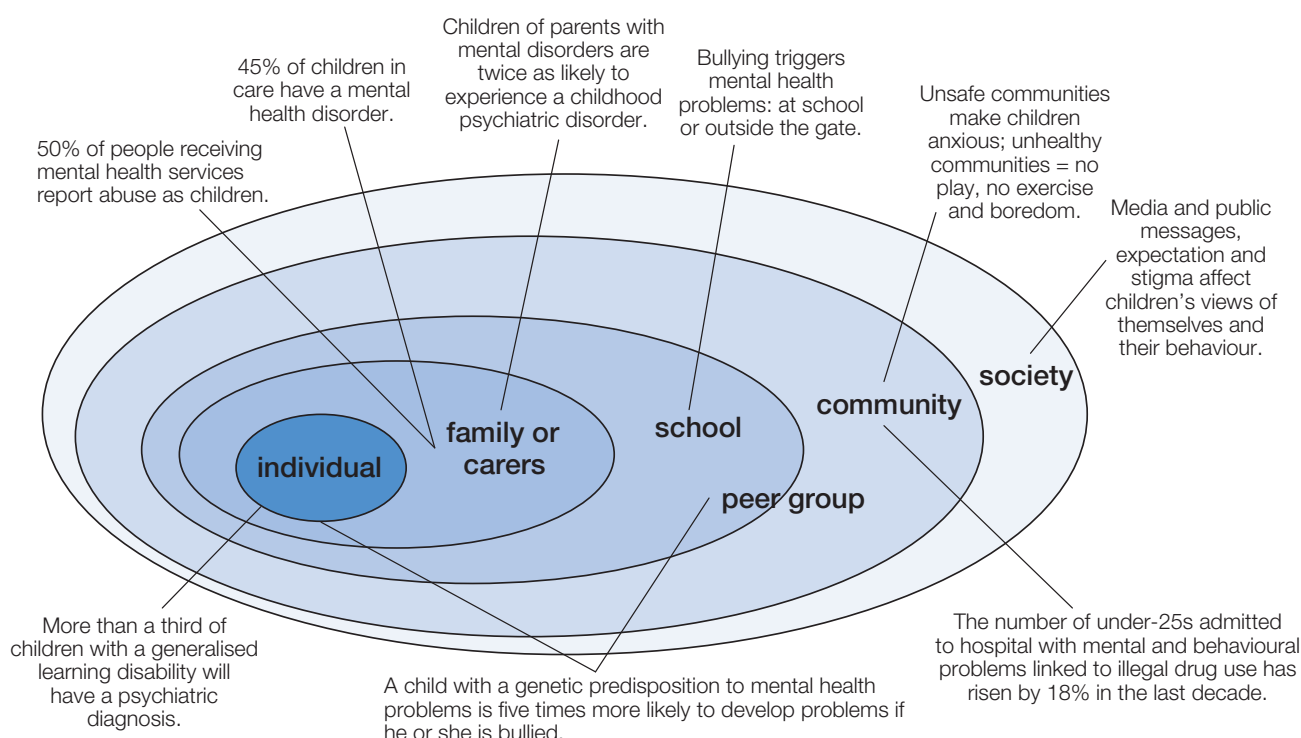 Children of parents with
mental disorders are
twice as likely to
experience a childhood
psychiatric disorder.
45% of children in
care have a mental
health disorder.
Bullying triggers
mental health
problems: at school
or outside the gate.
Unsafe communities
make children
anxious; unhealthy
communities = no
play, no exercise
and boredom.
50% of people receiving
mental health services
report abuse as children.
Media and public
messages,
expectation and
stigma affect
children’s views of
themselves and
their behaviour.
society
community
school
family or
carers
individual
peer group
More than a third of
children with a generalised
learning disability will
have a psychiatric
diagnosis.
A child with a genetic predisposition to mental health
problems is five times more likely to develop problems if
he or she is bullied.
The number of under-25s admitted
to hospital with mental and behavioural
problems linked to illegal drug use has
risen by 18% in the last decade.